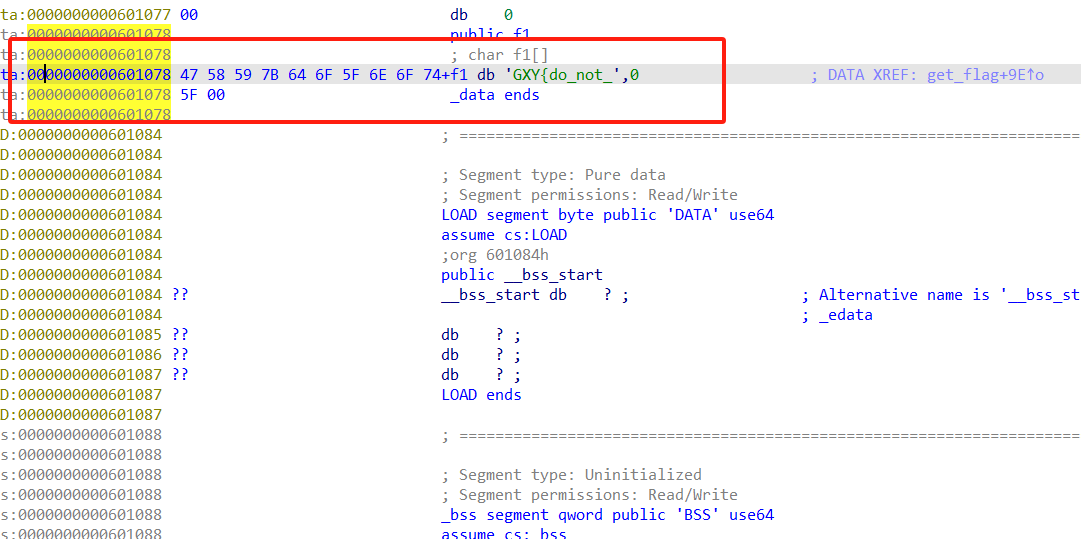 ta:0000000000601077 00 db 0
ta:0000000000601078 public f1
ta:0000000000601078 ; char f1[]
ta:0000000000601078 47 58 59 7B 64 6F 5F 6E 6F 74+f1 db 'GXY{do_not_',0 ; DATA XREF: get_flag+9E↑o
ta:0000000000601078 5F 00 _data ends
ta:0000000000601078
D:0000000000601084 ; ===========================================================================
D:0000000000601084
D:0000000000601084 ; Segment type: Pure data
D:0000000000601084 ; Segment permissions: Read/Write
D:0000000000601084 LOAD segment byte public 'DATA' use64
D:0000000000601084 assume cs:LOAD
D:0000000000601084 ;org 601084h
D:0000000000601084 public __bss_start
D:0000000000601084 ?? __bss_start db ? ; ; Alternative name is '__bss_st
D:0000000000601084 ; _edata
D:0000000000601085 ?? db ? ;
D:0000000000601086 ?? db ? ;
D:0000000000601087 ?? db ? ;
D:0000000000601087 LOAD ends
D:0000000000601087
s:0000000000601088 ; ===========================================================================
s:0000000000601088
s:0000000000601088 ; Segment type: Uninitialized
s:0000000000601088 ; Segment permissions: Read/Write
s:0000000000601088 _bss segment qword public 'BSS' use64
s:0000000000601088 assume cs:_bss